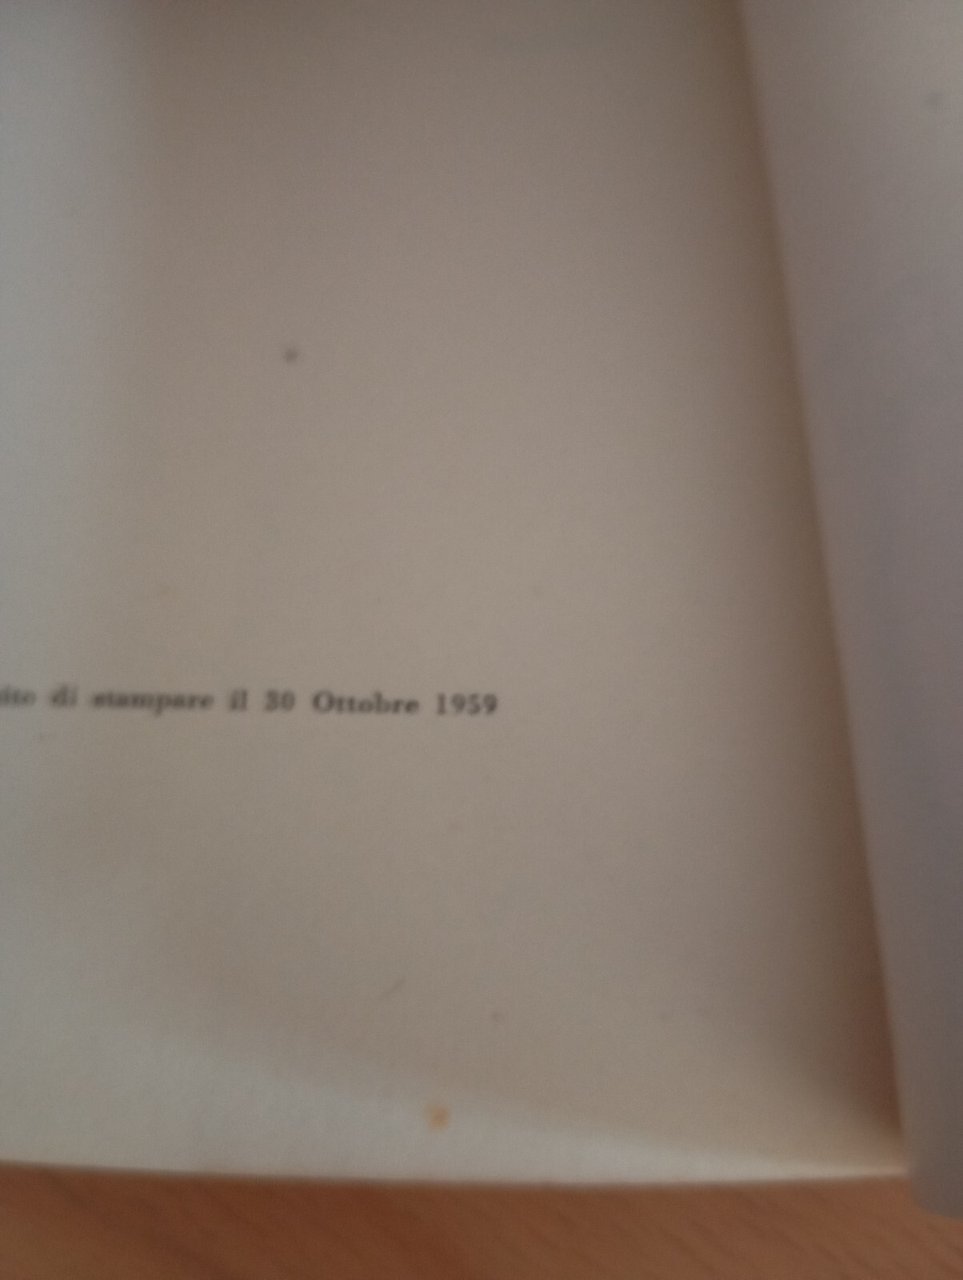 di stampare il 30 Ottobre 1959